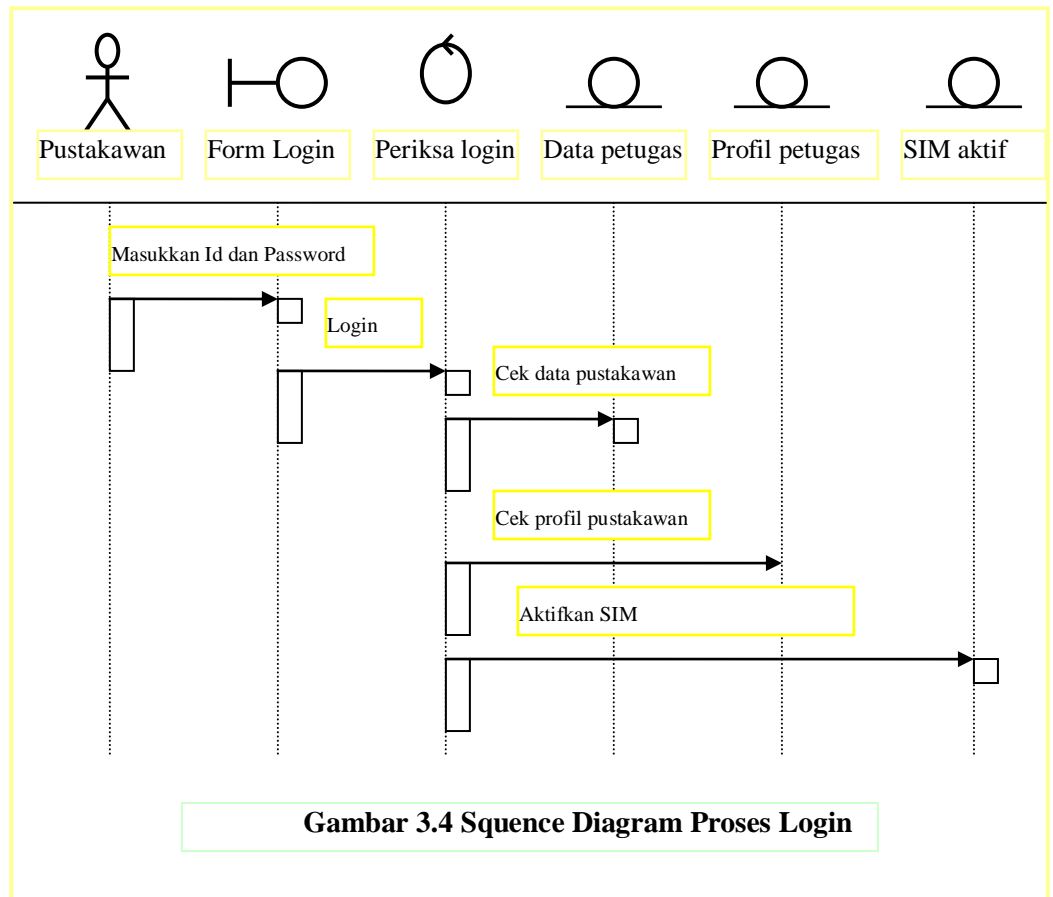 Pustakawan
Form Login
Periksa login
Data petugas
Profil petugas
SIM aktif
Masukkan Id dan Password
Login
Cek data pustakawan
Cek profil pustakawan
Aktifkan SIM
Gambar 3.4 Squence Diagram Proses Login